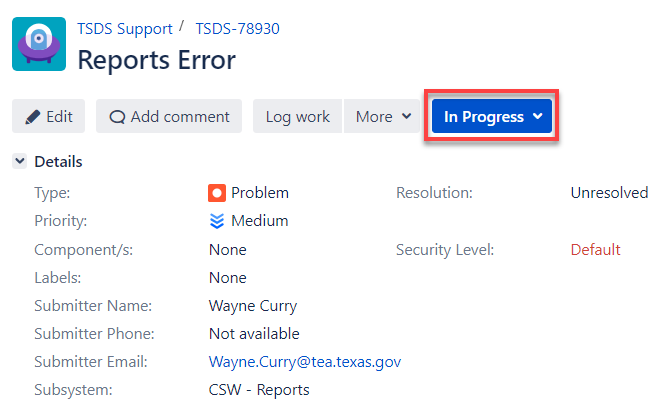 TSDS Support / TSDS-78930
Reports Error
Edit Add comment Log work More In Progress
Details
Type: Problem Resolution: Unresolved
Priority: Medium
Component/s: None Security Level: Default
Labels: None
Submitter Name: Wayne Curry
Submitter Phone: Not available
Submitter Email: Wayne.Curry@tea.texas.gov
Subsystem: CSW - Reports